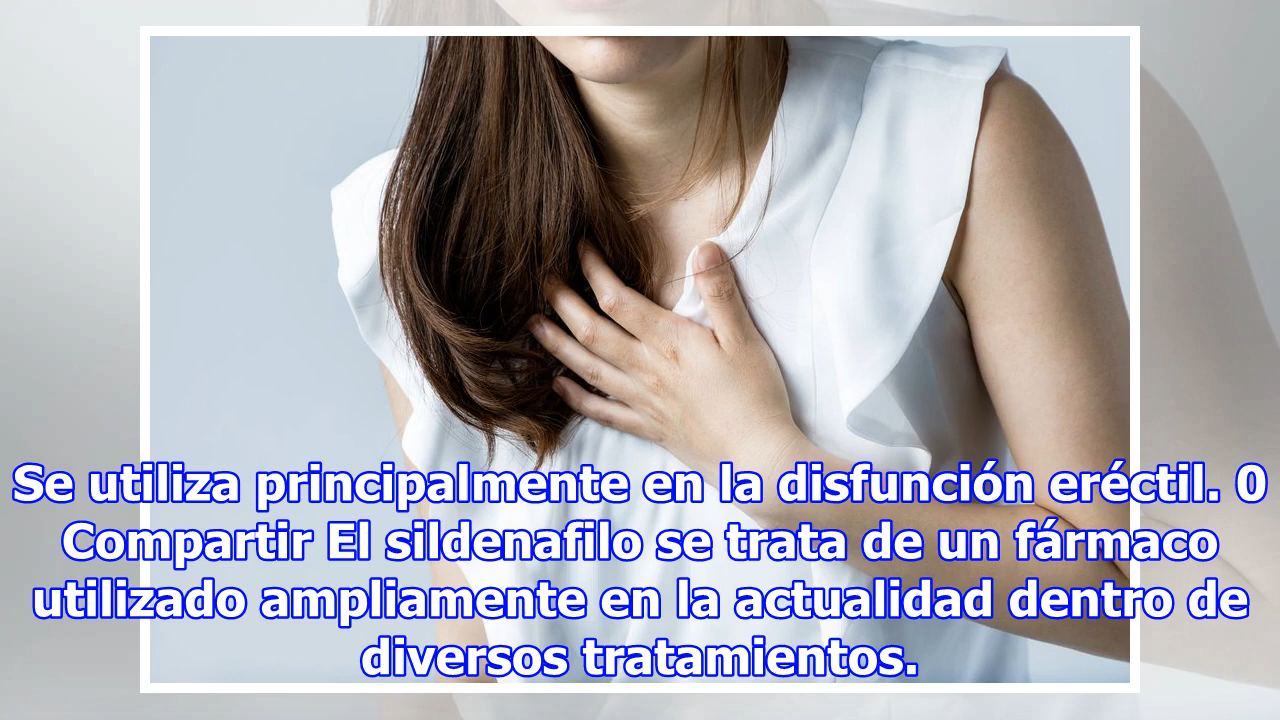 Se utiliza principalmente en la disfunción eréctil. 0
Compartir El sildenafilo se trata de un fármaco
utilizado ampliamente en la actualidad dentro de
diversos tratamientos.